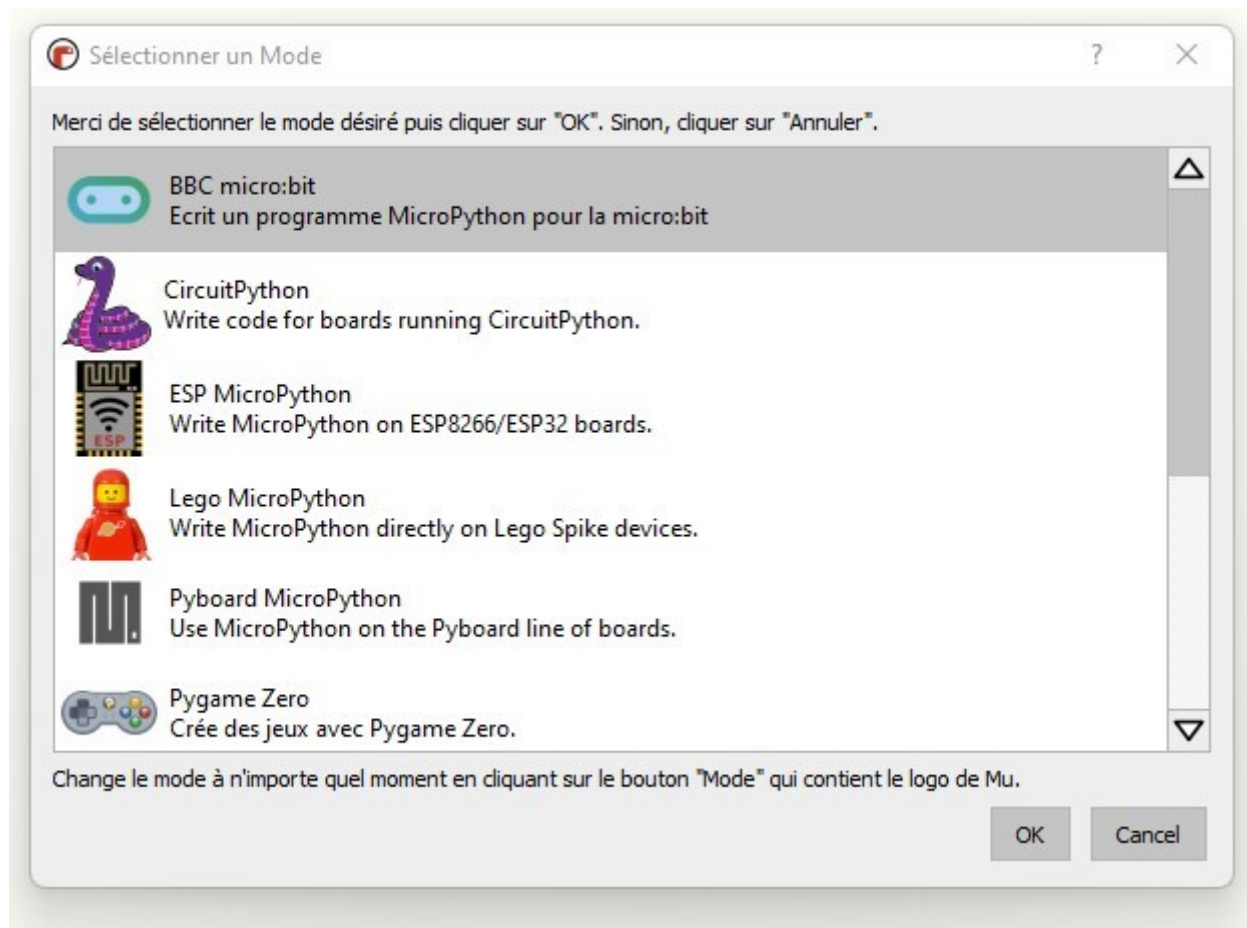 Sélectionner un Mode
Merci de sélectionner le mode désiré puis cliquer sur "OK". Sinon, cliquer sur "Annuler".
BBC micro:bit
Ecrit un programme MicroPython pour la micro:bit
CircuitPython
Write code for boards running CircuitPython.
ESP MicroPython
Write MicroPython on ESP8266/ESP32 boards.
ESP
Lego MicroPython
Write MicroPython directly on Lego Spike devices.
Pyboard MicroPython
Use MicroPython on the Pyboard line of boards.
Pygame Zero
Crée des jeux avec Pygame Zero.
Change le mode à n'importe quel moment en cliquant sur le bouton "Mode" qui contient le logo de Mu.
OK Cancel